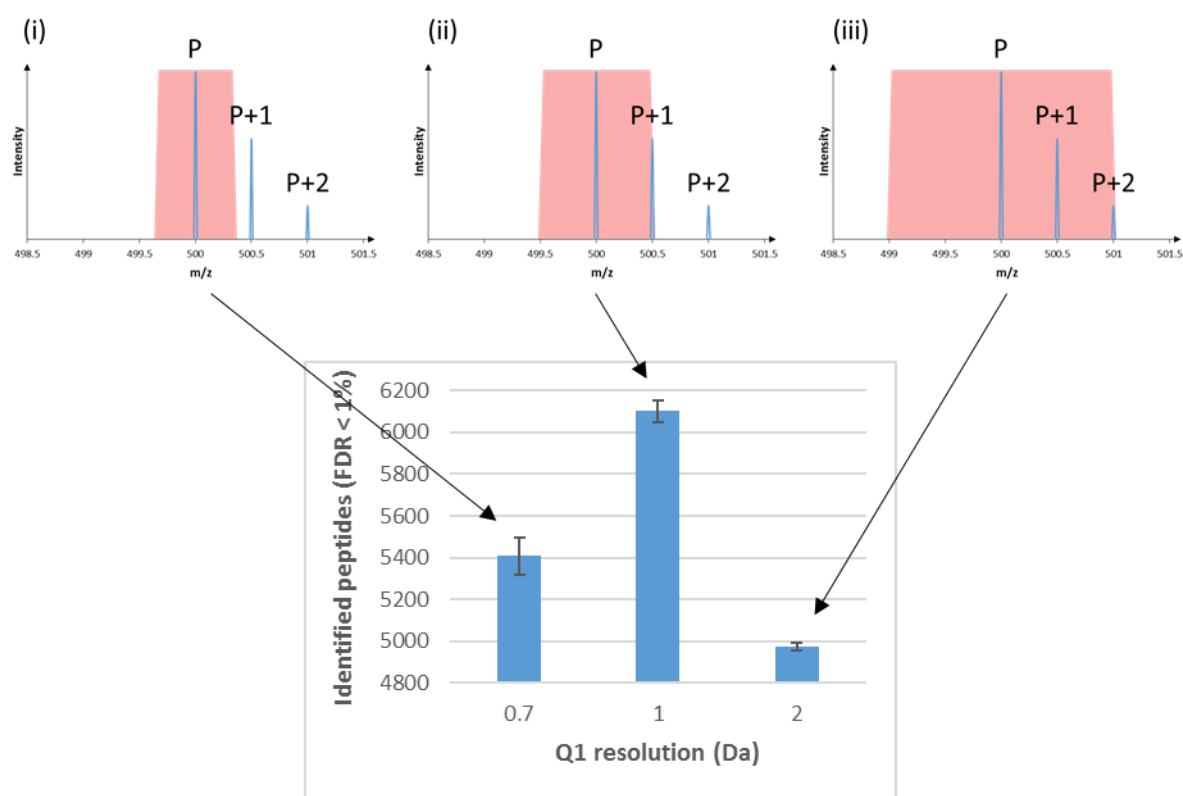 (i)
P
P+1
P+2
Intensity
498.5 499 499.5 500 500.5 501 501.5
m/z
(ii)
P
P+1
P+2
Intensity
498.5 499 499.5 500 500.5 501 501.5
m/z
(iii)
P
P+1
P+2
Intensity
498.5 499 499.5 500 500.5 501 501.5
m/z
Identified peptides (FDR < 1%)
6200
6000
5800
5600
5400
5200
5000
4800
0.7 1 2
Q1 resolution (Da)